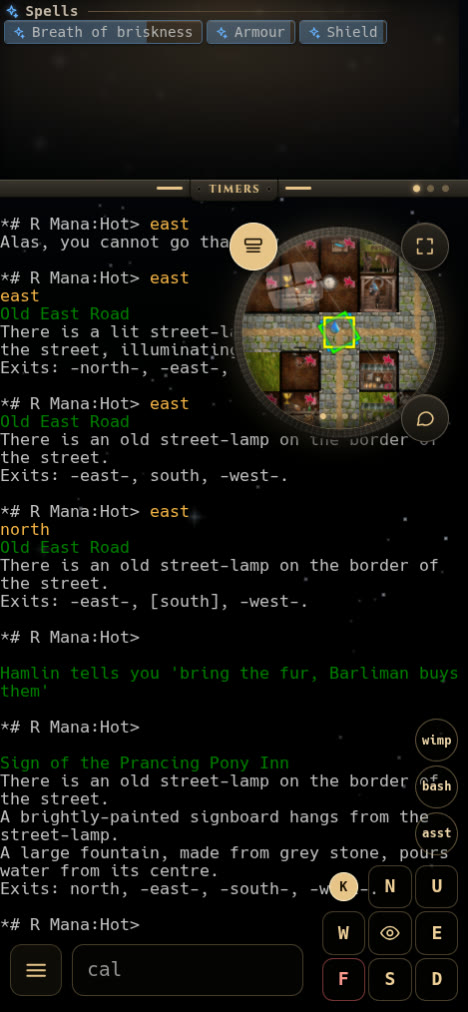 Spells
Breath of briskness
Armour
Shield
TIMERS
*# R Mana:Hot> east
Alas, you cannot go tha
*# R Mana:Hot> east
east
Old East Road
There is a lit street-l
the street, illuminating
Exits: -north-, -east-,
*# R Mana:Hot> east
Old East Road
There is an old street-lamp on the border of
the street.
Exits: -east-, south, -west-.
*# R Mana:Hot> east
north
Old East Road
There is an old street-lamp on the border of
the street.
Exits: -east-, [south], -west-.
*# R Mana:Hot>
Hamlin tells you 'bring the fur, Barliman buys
them'
*# R Mana:Hot>
wimp
Sign of the Prancing Pony Inn
There is an old street-lamp on the border of
the street.
bash
A brightly-painted signboard hangs from the
street-lamp.
asst
A large fountain, made from grey stone, pours
water from its centre.
Exits: north, -east-, -south-, -w
K
N
U
*# R Mana:Hot>
W
E
cal
F
S
D